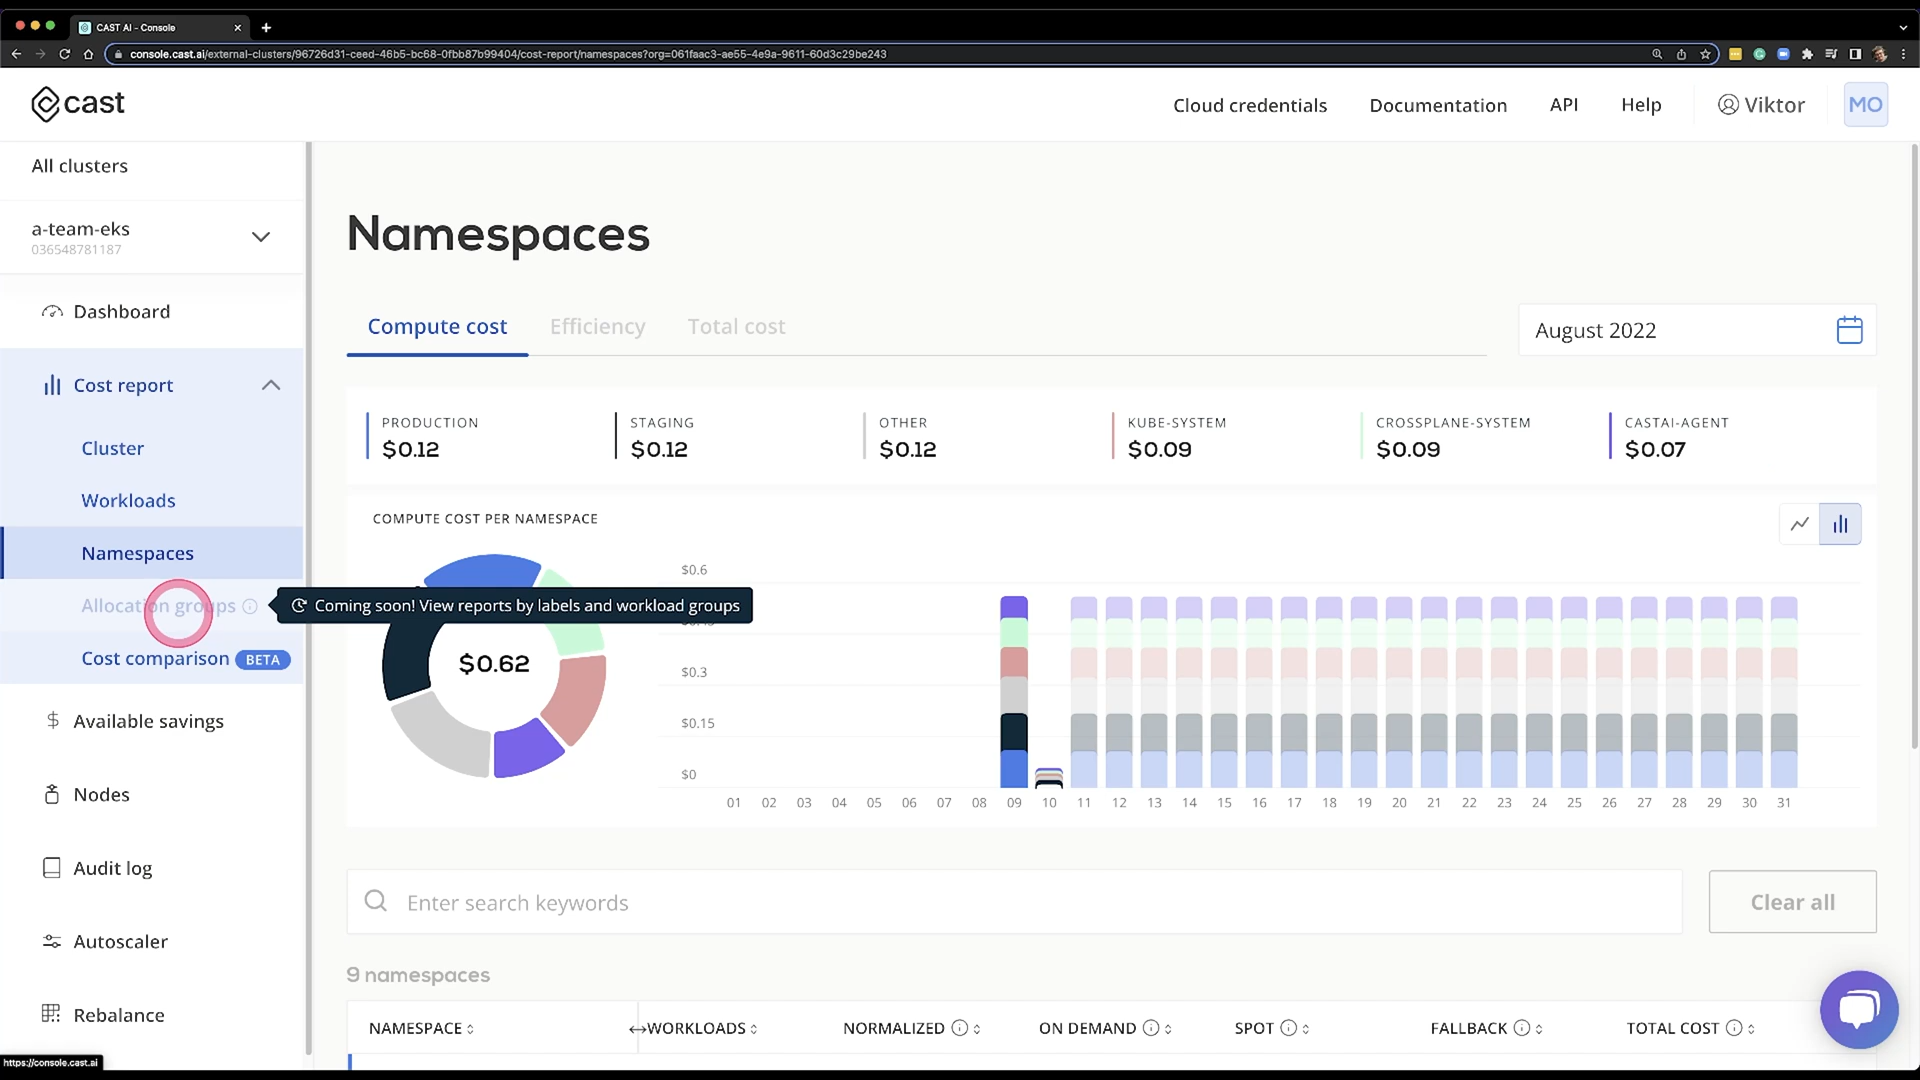 CAST AI - Console
console.cast.ai/external-clusters/96726d31-ceed-46b5-bc68-0fbb87b99404/cost-report/namespaces?org=061faac3-ae55-4e9a-9611-60d3c29be243
cast
Cloud credentials
Documentation
API
Help
Viktor
MO
All clusters
a-team-eks
036548781187
Dashboard
Cost report
Cluster
Workloads
Namespaces
Allocation groups
Cost comparison BETA
Available savings
Nodes
Audit log
Autoscaler
Rebalance
https://console.cast.ai
Namespaces
Compute cost
Efficiency
Total cost
August 2022
PRODUCTION
$0.12
STAGING
$0.12
OTHER
$0.12
KUBE-SYSTEM
$0.09
CROSSPLANE-SYSTEM
$0.09
CASTAI-AGENT
$0.07
COMPUTE COST PER NAMESPACE
Coming soon! View reports by labels and workload groups
$0.62
$0.6
$0.3
$0.15
$0
01 02 03 04 05 06 07 08 09 10 11 12 13 14 15 16 17 18 19 20 21 22 23 24 25 26 27 28 29 30 31
Enter search keywords
Clear all
9 namespaces
NAMESPACE WORKLOADS NORMALIZED ON DEMAND SPOT FALLBACK TOTAL COST